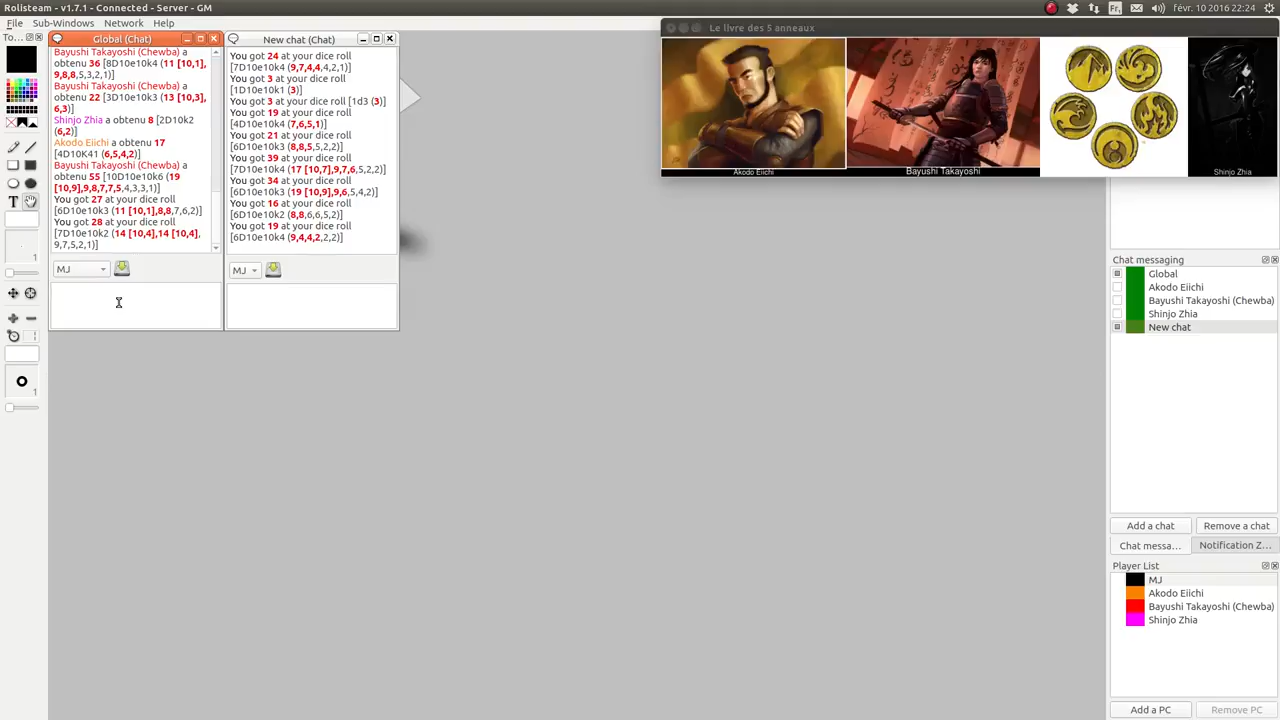 Rolisteam - v1.7.1 - Connected - Server - GM
Fr
févr. 10 2016 22:24
File Sub-Windows Network Help
To...
Global (Chat)
Bayushi Takayoshi (Chewba) a
obtenu 36 [8D10e10k4 (11 [10,1],
9,8,8,5,3,2,1)]
Bayushi Takayoshi (Chewba) a
obtenu 22 [3D10e10k3 (13 [10,3],
6,3)]
Shinjo Zhia a obtenu 8 [2D10k2
(6,2)]
Akodo Eiichi a obtenu 17
[4D10K41 (6,5,4,2)]
Bayushi Takayoshi (Chewba) a
obtenu 55 [10D10e10k6 (19
[10,9],9,8,7,7,5,4,3,3,1)]
You got 27 at your dice roll
[6D10e10k3 (11 [10,1],8,8,7,6,2)]
You got 28 at your dice roll
[7D10e10k2 (14 [10,4],14 [10,4],
9,7,5,2,1)]
MJ
New chat (Chat)
You got 24 at your dice roll
[7D10e10k4 (9,7,4,4,4,2,1)]
You got 3 at your dice roll
[1D10e10k1 (3)]
You got 3 at your dice roll [1d3 (3)]
You got 19 at your dice roll
[4D10e10k4 (7,6,5,1)]
You got 21 at your dice roll
[6D10e10k3 (8,8,5,5,2,2)]
You got 39 at your dice roll
[7D10e10k4 (17 [10,7],9,7,6,5,2,2)]
You got 34 at your dice roll
[6D10e10k3 (19 [10,9],9,6,5,4,2)]
You got 16 at your dice roll
[6D10e10k2 (8,8,6,6,5,2)]
You got 19 at your dice roll
[6D10e10k4 (9,4,4,2,2,2)]
MJ
T
1
1
1
Le livre des 5 anneaux
Akodo Eiichi
Bayushi Takayoshi
Shinjo Zhia
Chat messaging
Global
Akodo Eiichi
Bayushi Takayoshi (Chewba)
Shinjo Zhia
New chat
Add a chat
Remove a chat
Chat messa...
Notification Z...
Player List
MJ
Akodo Eiichi
Bayushi Takayoshi (Chewba)
Shinjo Zhia
Add a PC
Remove PC